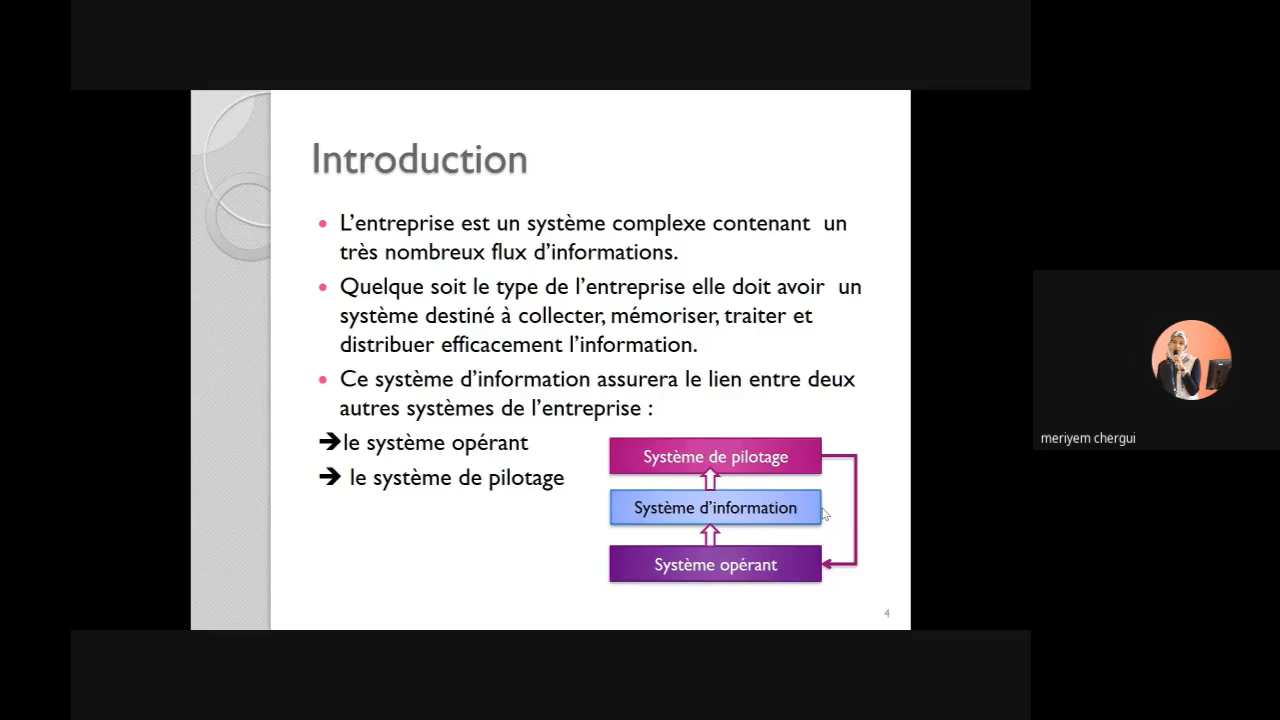 Introduction
• L’entreprise est un système complexe contenant un
très nombreux flux d’informations.
• Quelque soit le type de l’entreprise elle doit avoir un
système destiné à collecter, mémoriser, traiter et
distribuer efficacement l’information.
• Ce système d’information assurera le lien entre deux
autres systèmes de l’entreprise :
➔le système opérant
➔ le système de pilotage
Système de pilotage
Système d’information
Système opérant
4
meriyem chergui